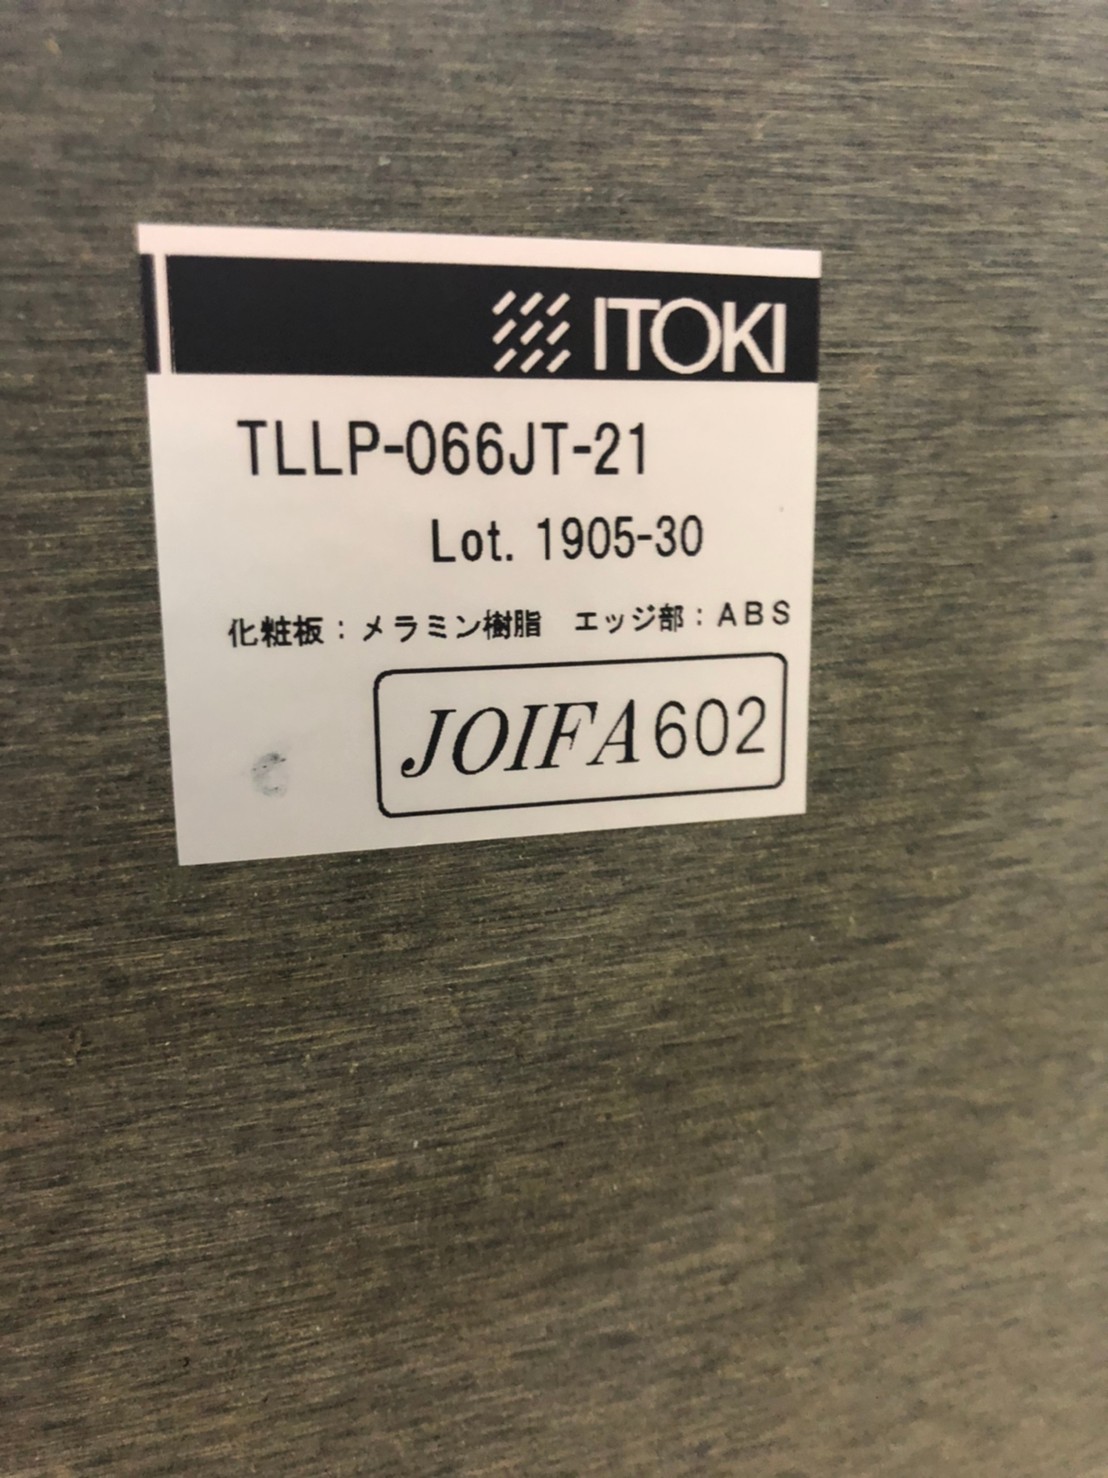 ITOKI
TLLP-066JT-21
Lot. 1905-30
化粧板：メラミン樹脂　エッジ部：ABS
JOIFA602